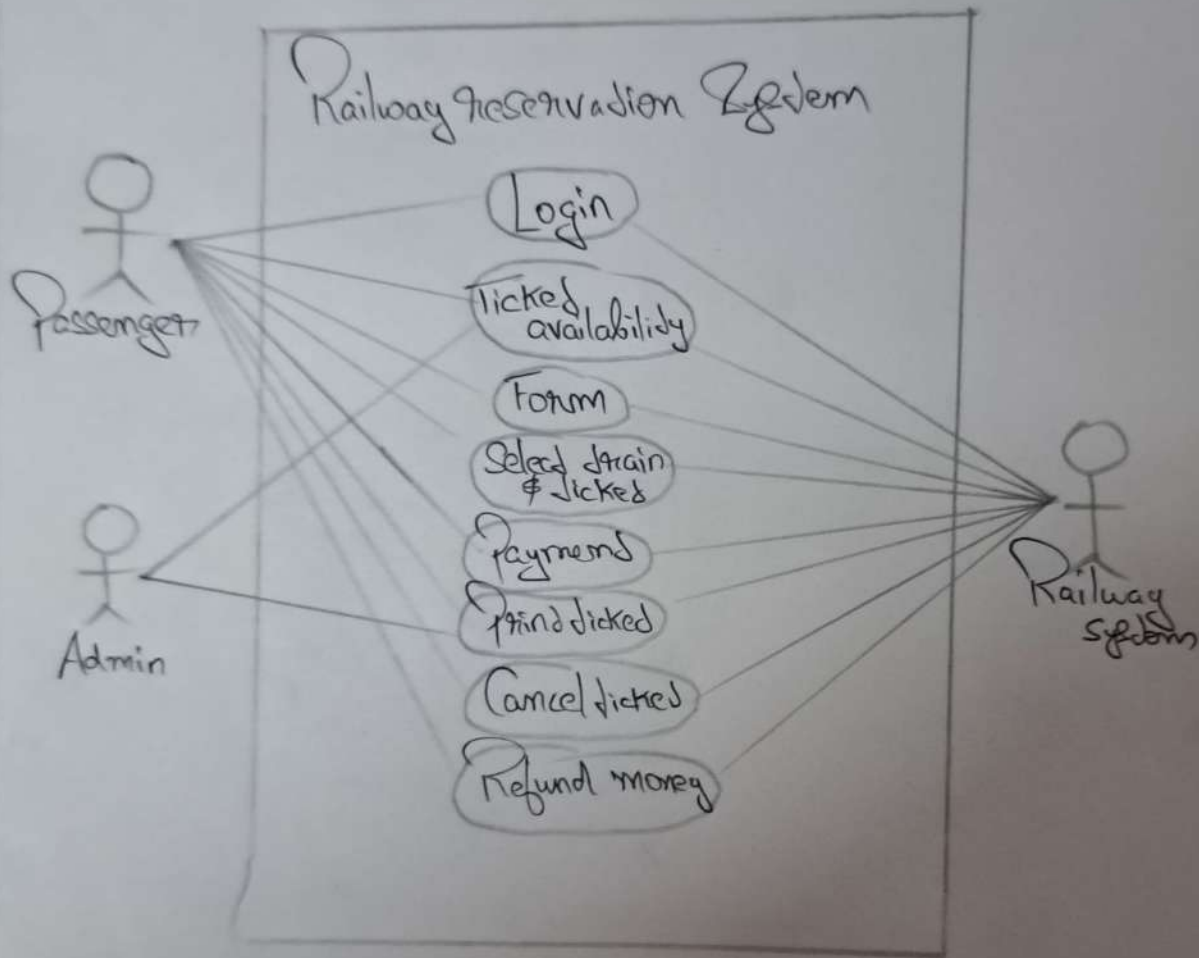 Railway reservation System
Login
Passenger
Ticket
availability
Form
Select train
& ticket
Payment
Print ticket
Admin
Railway
system
Cancel ticket
Refund money